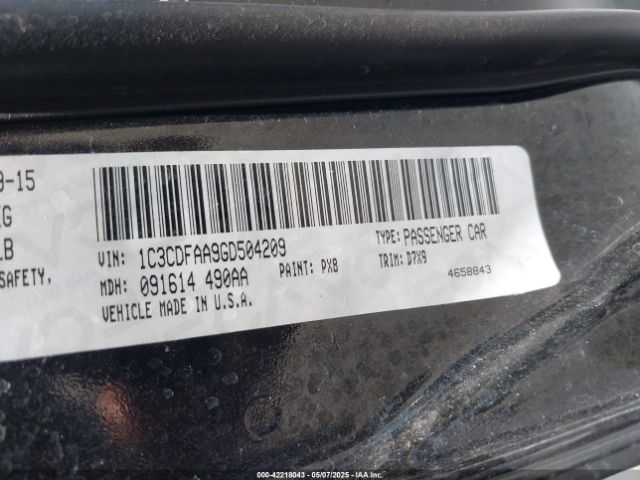 9-15
G
LB
SAFETY,
VIN: 1C3CDFAA9GD504209
TYPE: PASSENGER CAR
MDH: 091614 490AA
PAINT: PX8
TRIM: D7X9
VEHICLE MADE IN U.S.A.
4658843
000-42218043 | 05/07/2025 - IAA Inc.